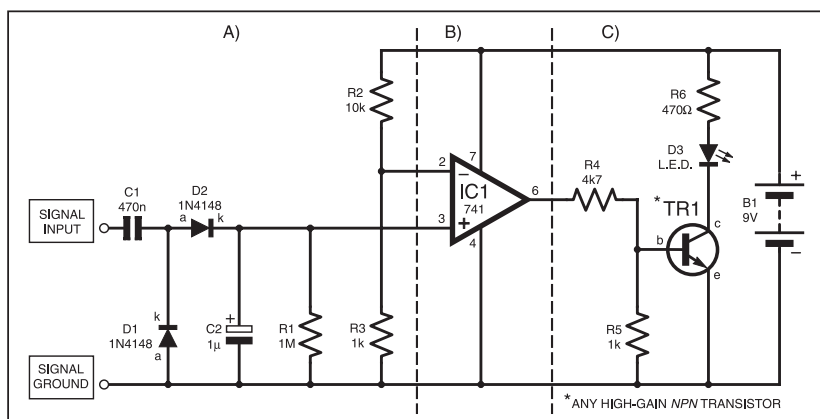 A)
B)
C)
R2
10k
R6
470Ω
D3
L.E.D.
C1
470n
D2
1N4148
a
k
2
7
−
IC1
741
3
+
4
6
R4
4k7
*TR1
b
c
e
B1
9V
+
−
SIGNAL
INPUT
D1
1N4148
k
a
+
C2
1µ
R1
1M
R3
1k
R5
1k
SIGNAL
GROUND
*ANY HIGH-GAIN NPN TRANSISTOR